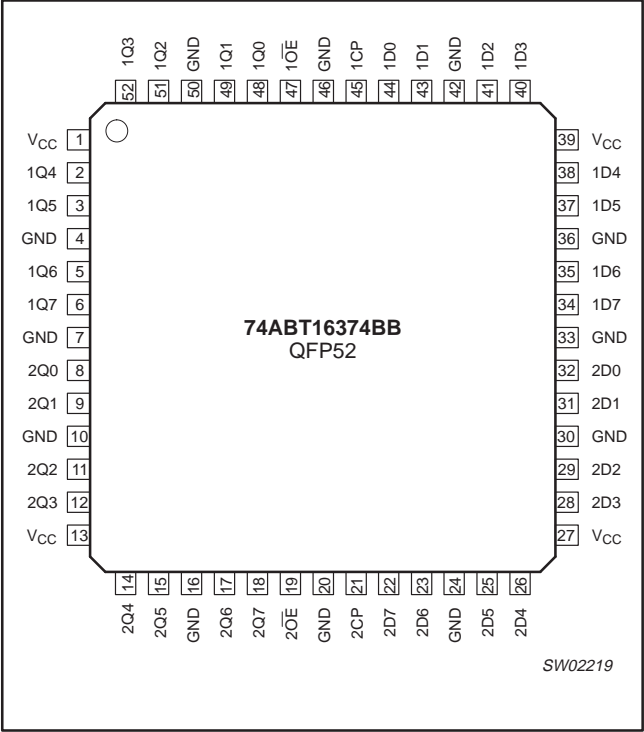 1Q3 1Q2 GND 1Q1 1Q0 1O̅E̅ GND 1CP 1D0 1D1 GND 1D2 1D3
52 51 50 49 48 47 46 45 44 43 42 41 40
VCC 1 39 VCC
1Q4 2 38 1D4
1Q5 3 37 1D5
GND 4 36 GND
1Q6 5 35 1D6
1Q7 6 34 1D7
74ABT16374BB
GND 7 33 GND
QFP52
2Q0 8 32 2D0
2Q1 9 31 2D1
GND 10 30 GND
2Q2 11 29 2D2
2Q3 12 28 2D3
VCC 13 27 VCC
14 15 16 17 18 19 20 21 22 23 24 25 26
2Q4 2Q5 GND 2Q6 2Q7 2O̅E̅ GND 2CP 2D7 2D6 GND 2D5 2D4
SW02219